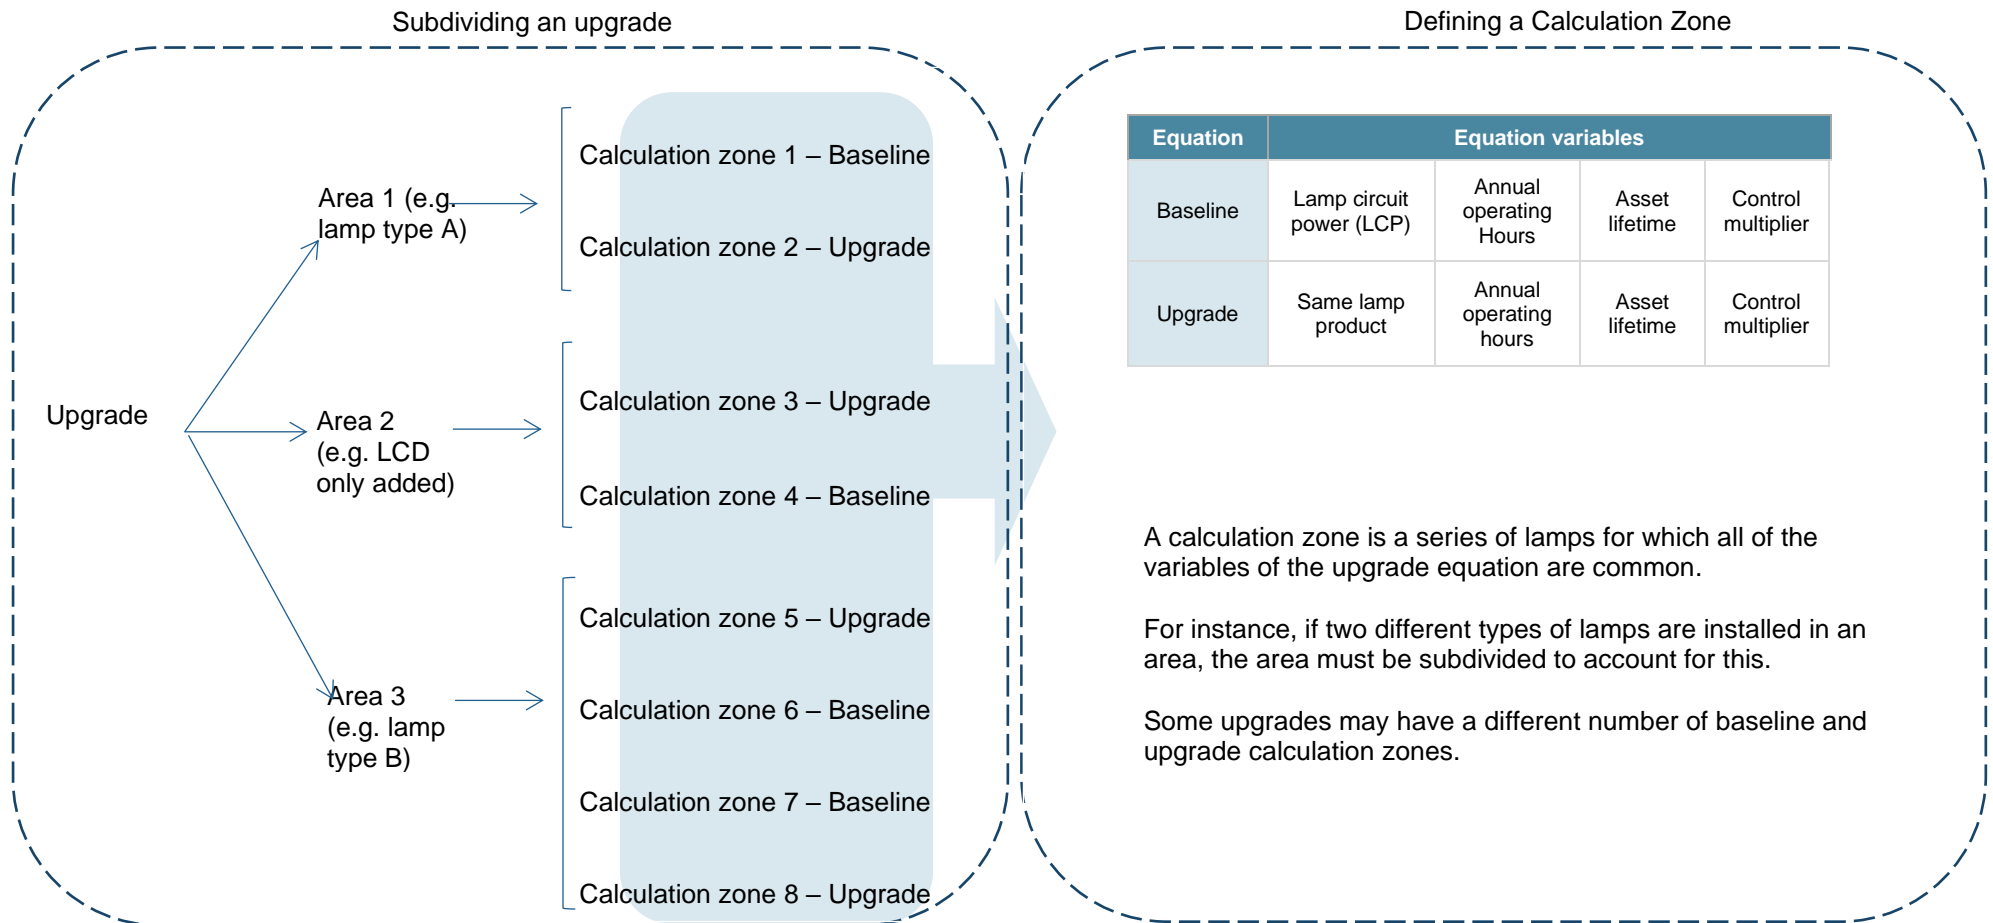 Subdividing an upgrade
Upgrade
Area 1 (e.g.
lamp type A)
Calculation zone 1 – Baseline
Calculation zone 2 – Upgrade
Area 2
(e.g. LCD
only added)
Calculation zone 3 – Upgrade
Calculation zone 4 – Baseline
Area 3
(e.g. lamp
type B)
Calculation zone 5 – Upgrade
Calculation zone 6 – Baseline
Calculation zone 7 – Baseline
Calculation zone 8 – Upgrade
Defining a Calculation Zone
Equation
Equation variables
Baseline
Lamp circuit
power (LCP)
Annual
operating
Hours
Asset
lifetime
Control
multiplier
Upgrade
Same lamp
product
Annual
operating
hours
Asset
lifetime
Control
multiplier
A calculation zone is a series of lamps for which all of the
variables of the upgrade equation are common.
For instance, if two different types of lamps are installed in an
area, the area must be subdivided to account for this.
Some upgrades may have a different number of baseline and
upgrade calculation zones.